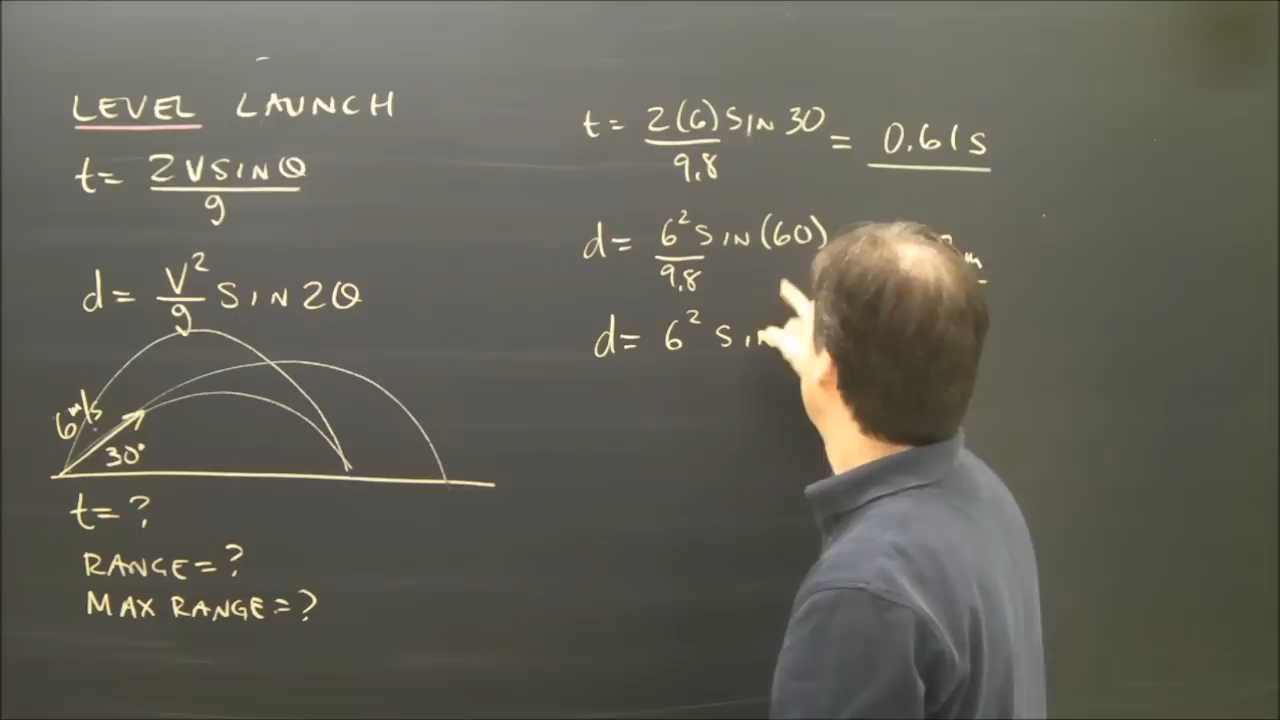 LEVEL LAUNCH
t= 2VSINθ/g
d= V²/g SIN2θ
6m/s
30°
t=?
RANGE=?
MAX RANGE=?
t= 2(6)SIN30/9.8 = 0.61s
d= 6²SIN(60)/9.8 m
d= 6²